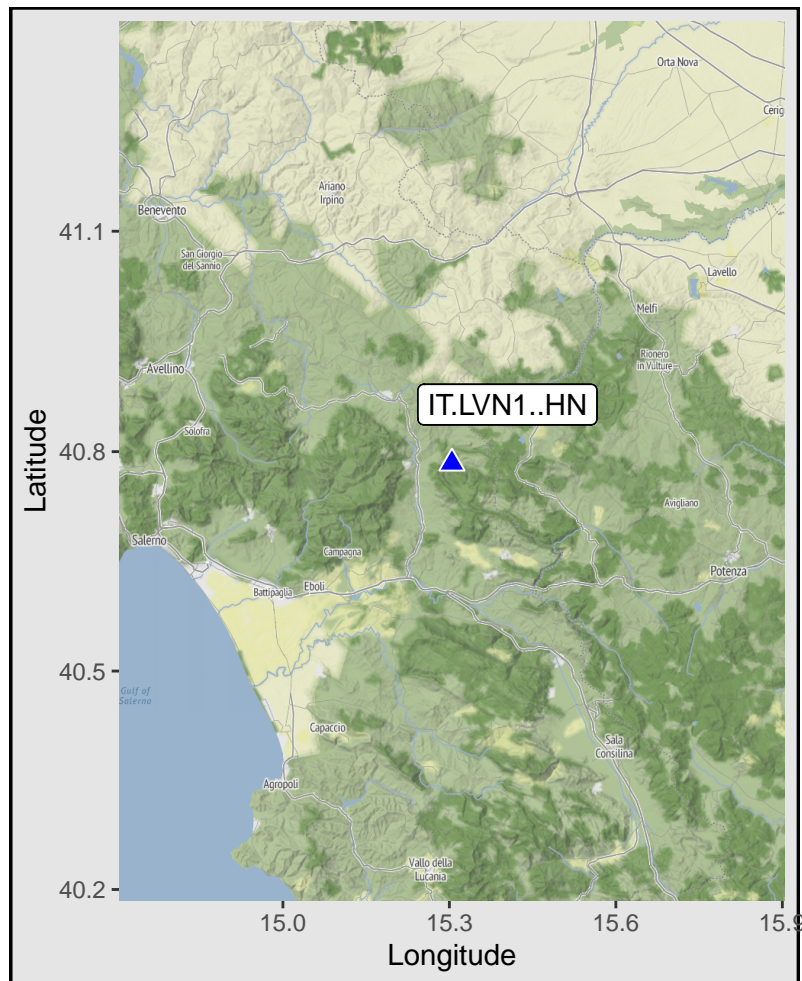 Orta Nova
Cerig
Ariano
Irpino
Benevento
41.1
San Giorgio
del Sannio
Lavello
Melfi
Rionero
in Vulture
Avellino
IT.LVN1..HN
Solofra
40.8
Latitude
Avigliano
Salerno
Campagna
Potenza
Eboli
Battipaglia
40.5
Gulf of
Salerno
Capaccio
Sala
Consilina
Agropoli
Vallo della
Lucania
40.2
15.0
15.3
15.6
15.9
Longitude